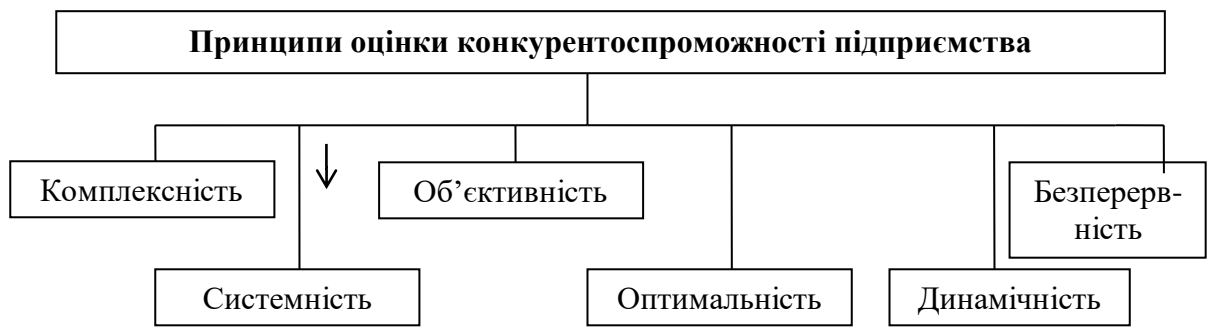 Принципи оцінки конкурентоспроможності підприємства
Комплексність
Об’єктивність
Безперерв-
ність
Системність
Оптимальність
Динамічність